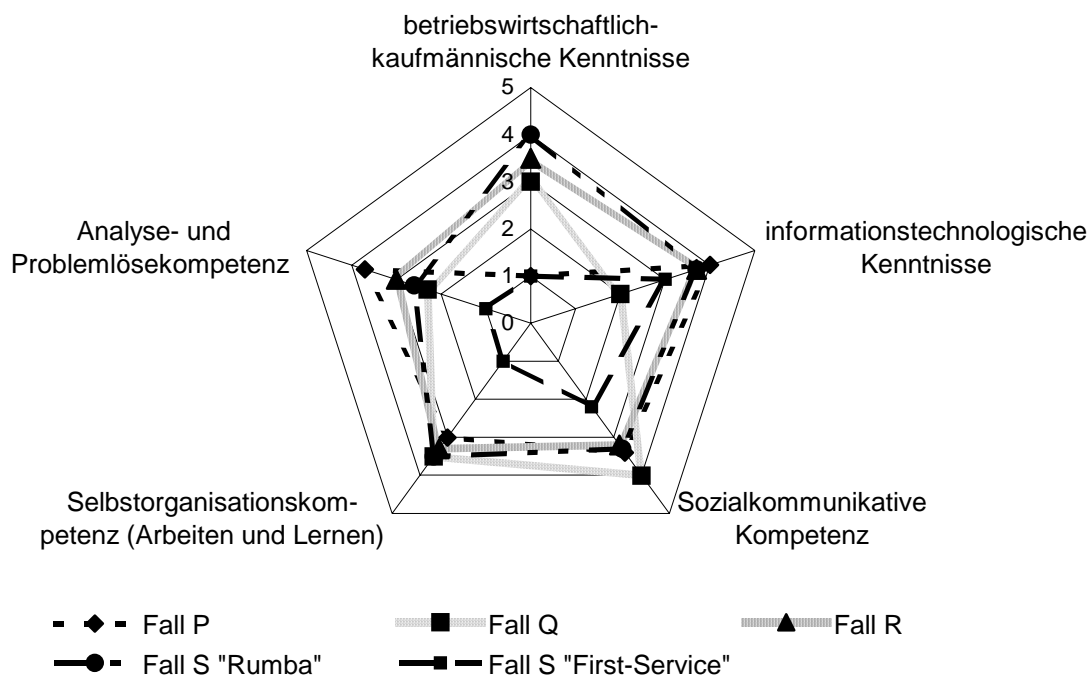 betriebswirtschaftlich-
kaufmännische Kenntnisse
5
4
3
2
1
0
informationstechnologische
Kenntnisse
Sozialkommunikative
Kompetenz
Selbstorganisationskom-
petenz (Arbeiten und Lernen)
Analyse- und
Problemlösekompetenz
Fall P
Fall Q
Fall R
Fall S "Rumba"
Fall S "First-Service"